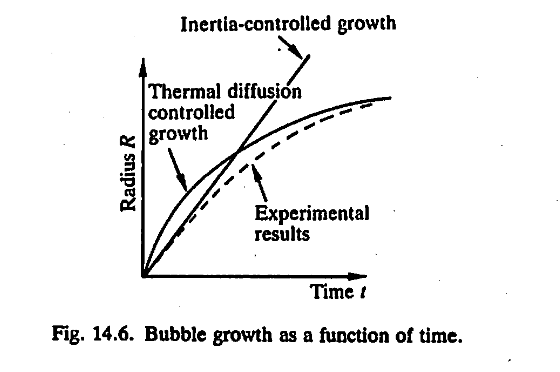 Inertia-controlled growth
Thermal diffusion
controlled
growth
Radius R
Experimental
results
Time t
Fig. 14.6. Bubble growth as a function of time.